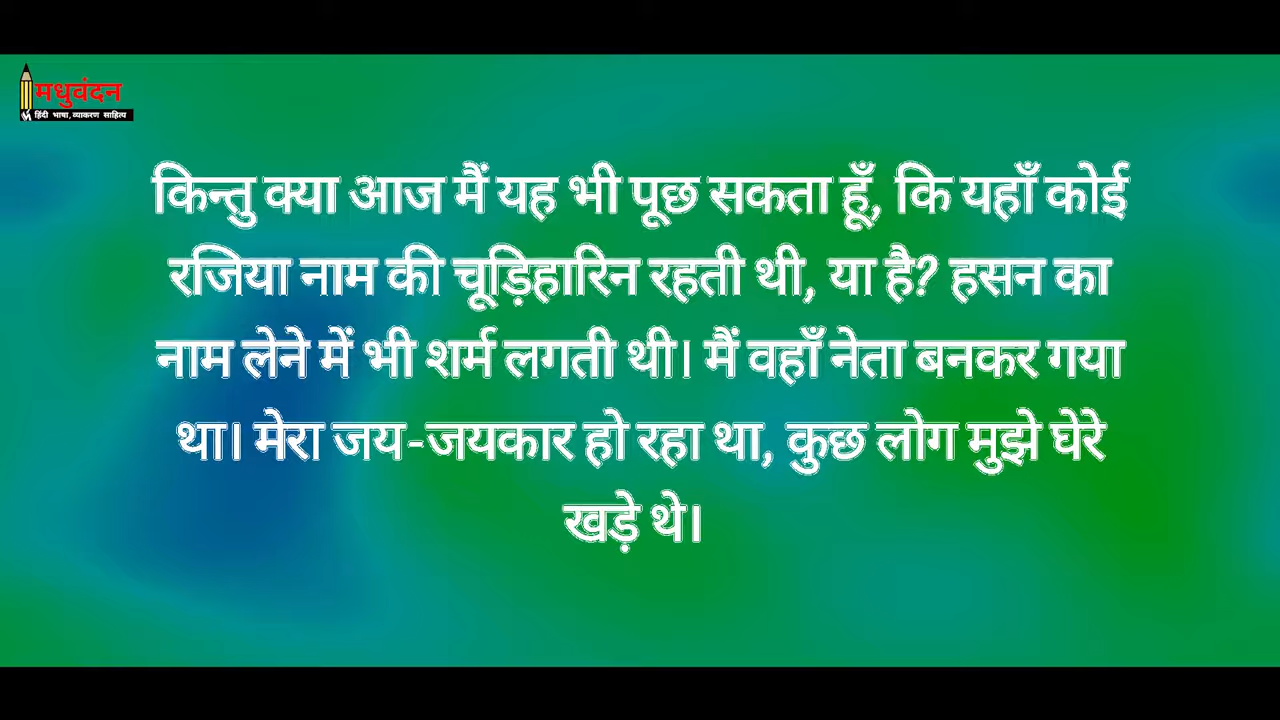 मधुवंदन
हिंदी भाषा, व्याकरण साहित्य
किन्तु क्या आज मैं यह भी पूछ सकता हूँ, कि यहाँ कोई
रजिया नाम की चूड़िहारिन रहती थी, या है? हसन का
नाम लेने में भी शर्म लगती थी। मैं वहाँ नेता बनकर गया
था। मेरा जय-जयकार हो रहा था, कुछ लोग मुझे घेरे
खड़े थे।